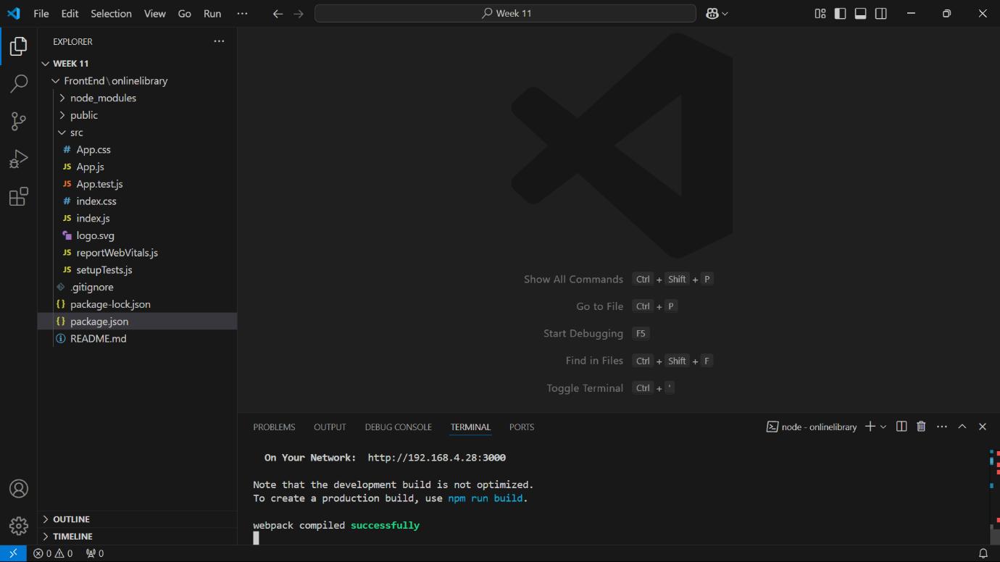 File Edit Selection View Go Run ···
Week 11
EXPLORER
WEEK 11
FrontEnd\onlinelibrary
node_modules
public
src
# App.css
JS App.js
JS App.test.js
# index.css
JS index.js
logo.svg
JS reportWebVitals.js
JS setupTests.js
.gitignore
{} package-lock.json
{} package.json
README.md
OUTLINE
TIMELINE
Show All Commands Ctrl + Shift + P
Go to File Ctrl + P
Start Debugging F5
Find in Files Ctrl + Shift + F
Toggle Terminal Ctrl + '
PROBLEMS OUTPUT DEBUG CONSOLE TERMINAL PORTS
node - onlinelibrary
On Your Network: http://192.168.4.28:3000
Note that the development build is not optimized.
To create a production build, use npm run build.
webpack compiled successfully
0 0 0